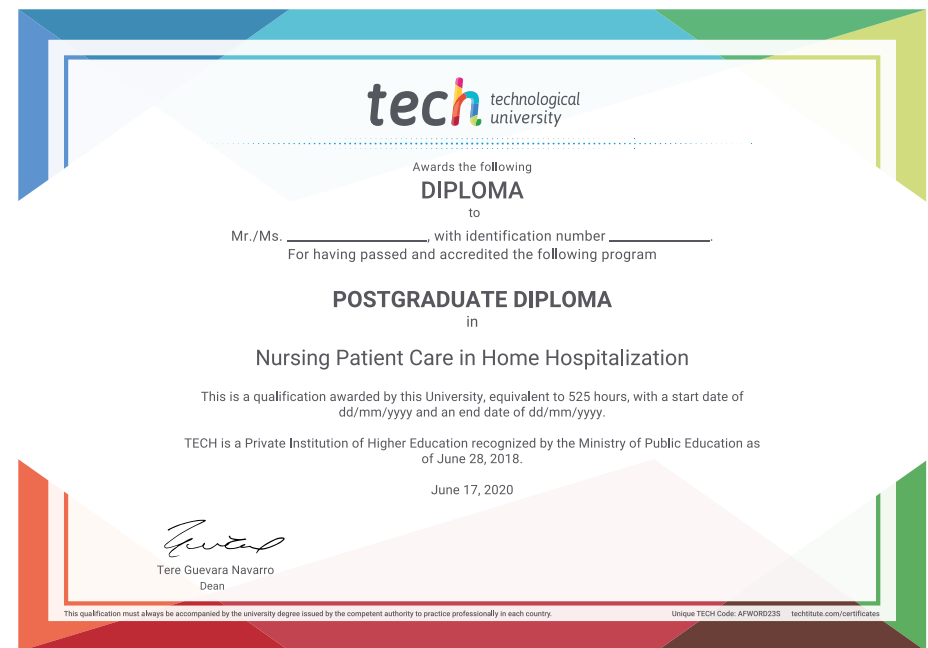 tech technological
university
Awards the following
DIPLOMA
to
Mr./Ms. ____________, with identification number ____________.
For having passed and accredited the following program
POSTGRADUATE DIPLOMA
in
Nursing Patient Care in Home Hospitalization
This is a qualification awarded by this University, equivalent to 525 hours, with a start date of
dd/mm/yyyy and an end date of dd/mm/yyyy.
TECH is a Private Institution of Higher Education recognized by the Ministry of Public Education as
of June 28, 2018.
June 17, 2020
Tere Guevara Navarro
Dean
This qualification must always be accompanied by the university degree issued by the competent authority to practice professionally in each country. Unique TECH Code: AFWORD23S techtitute.com/certificates